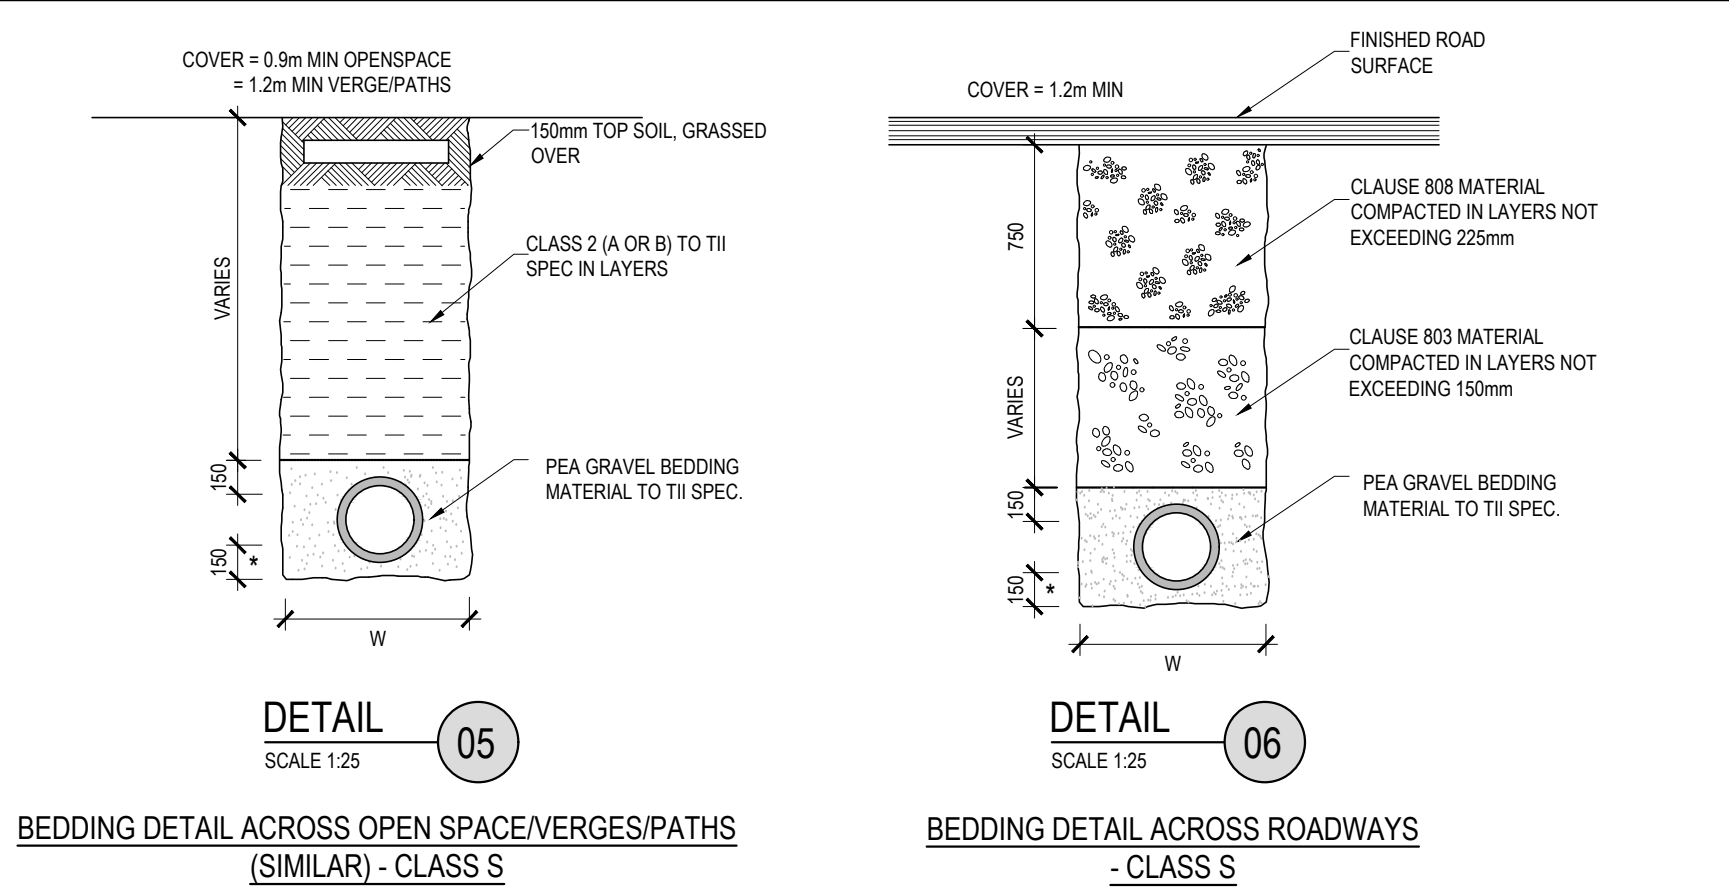 COVER = 0.9m MIN OPENSPACE
= 1.2m MIN VERGE/PATHS
150mm TOP SOIL, GRASSED
OVER
CLASS 2 (A OR B) TO TII
SPEC IN LAYERS
VARIES
PEA GRAVEL BEDDING
MATERIAL TO TII SPEC.
150
150
*
W
DETAIL
05
SCALE 1:25
BEDDING DETAIL ACROSS OPEN SPACE/VERGES/PATHS
(SIMILAR) - CLASS S
FINISHED ROAD
SURFACE
COVER = 1.2m MIN
CLAUSE 808 MATERIAL
COMPACTED IN LAYERS NOT
EXCEEDING 225mm
750
CLAUSE 803 MATERIAL
COMPACTED IN LAYERS NOT
EXCEEDING 150mm
VARIES
PEA GRAVEL BEDDING
MATERIAL TO TII SPEC.
150
150
*
W
DETAIL
06
SCALE 1:25
BEDDING DETAIL ACROSS ROADWAYS
- CLASS S